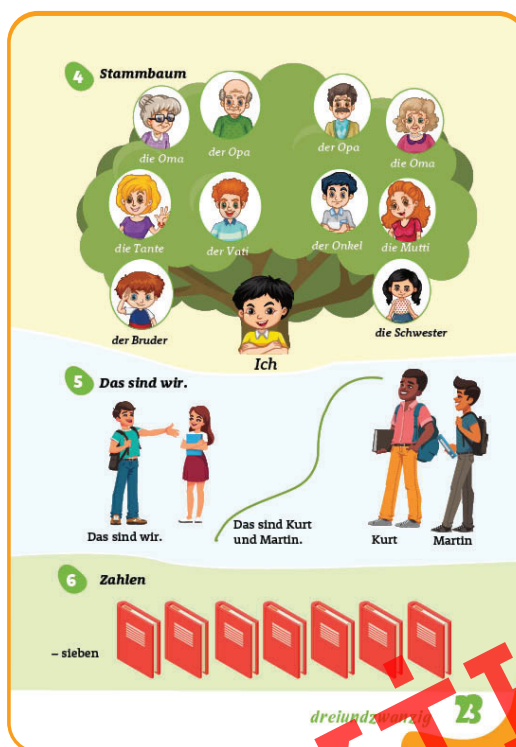 4 Stammbaum
die Oma
der Opa
der Opa
die Oma
die Tante
der Vati
der Onkel
die Mutti
der Bruder
Ich
die Schwester
5 Das sind wir.
Das sind wir.
Das sind Kurt
und Martin.
Kurt
Martin
6 Zahlen
– sieben
dreiundzwanzig 23